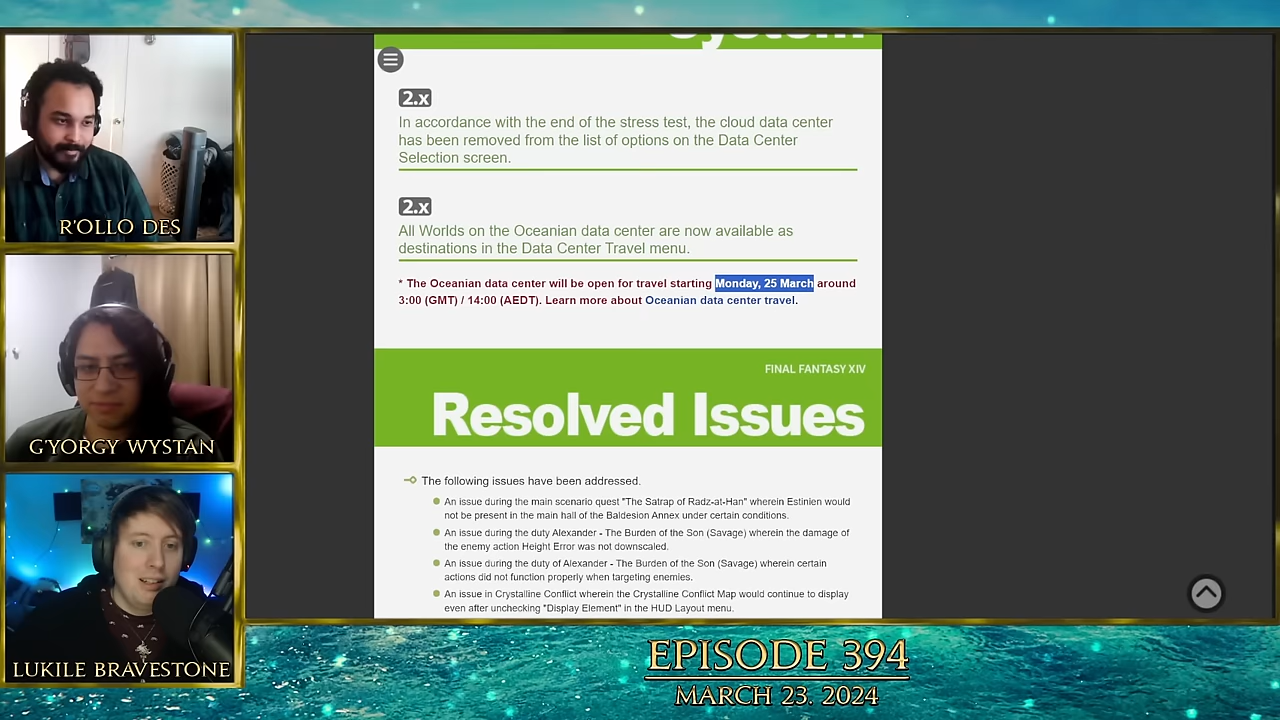 R'OLLO DES
G'YORGY WYSTAN
LUKILE BRAVESTONE
System
2.x
In accordance with the end of the stress test, the cloud data center
has been removed from the list of options on the Data Center
Selection screen.
2.x
All Worlds on the Oceanian data center are now available as
destinations in the Data Center Travel menu.
* The Oceanian data center will be open for travel starting Monday, 25 March around
3:00 (GMT) / 14:00 (AEDT). Learn more about Oceanian data center travel.
FINAL FANTASY XIV
Resolved Issues
The following issues have been addressed.
An issue during the main scenario quest "The Satrap of Radz-at-Han" wherein Estinien would
not be present in the main hall of the Baldesion Annex under certain conditions.
An issue during the duty Alexander - The Burden of the Son (Savage) wherein the damage of
the enemy action Height Error was not downscaled.
An issue during the duty of Alexander - The Burden of the Son (Savage) wherein certain
actions did not function properly when targeting enemies.
An issue in Crystalline Conflict wherein the Crystalline Conflict Map would continue to display
even after unchecking "Display Element" in the HUD Layout menu.
EPISODE 394
MARCH 23. 2024